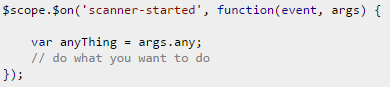 $scope.$on('scanner-started', function(event, args) {
    var anyThing = args.any;
    // do what you want to do
});